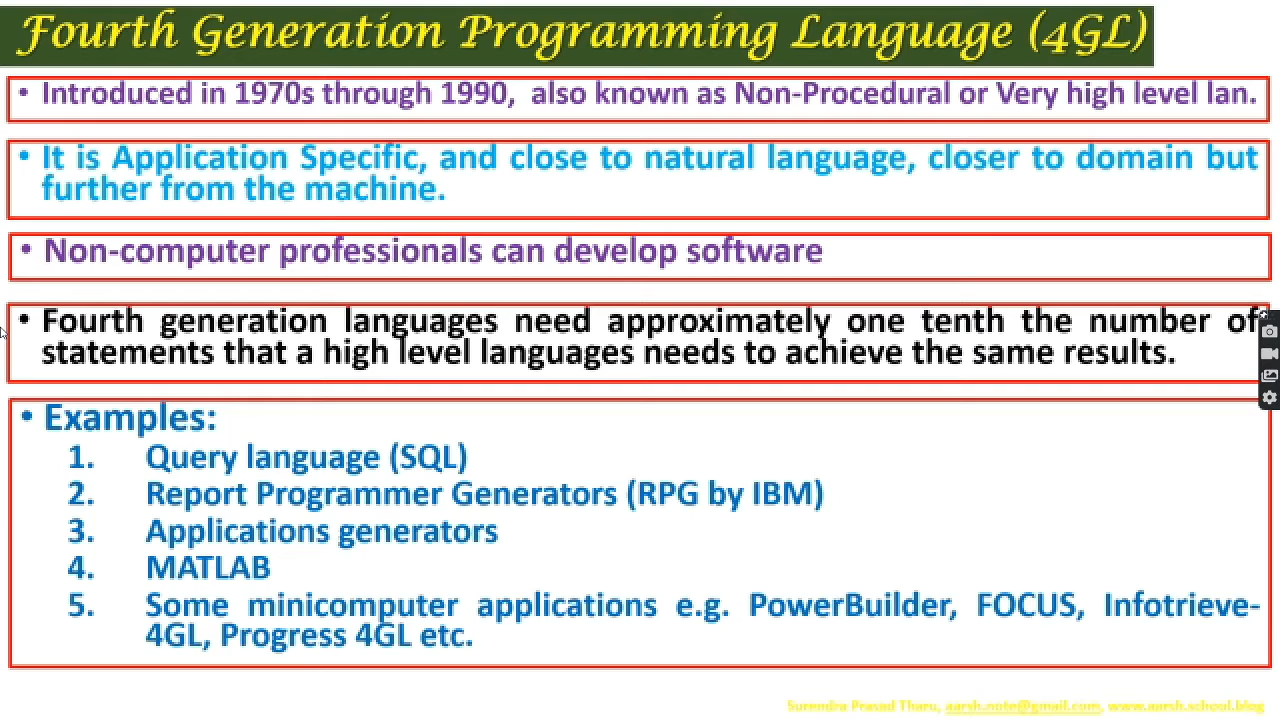 Fourth Generation Programming Language (4GL)
• Introduced in 1970s through 1990, also known as Non-Procedural or Very high level lan.
• It is Application Specific, and close to natural language, closer to domain but
further from the machine.
• Non-computer professionals can develop software
• Fourth generation languages need approximately one tenth the number of
statements that a high level languages needs to achieve the same results.
• Examples:
1. Query language (SQL)
2. Report Programmer Generators (RPG by IBM)
3. Applications generators
4. MATLAB
5. Some minicomputer applications e.g. PowerBuilder, FOCUS, Infotrieve-
4GL, Progress 4GL etc.
Surendra Prasad Tharu, aarsh.note@gmail.com, www.aarsh.school.blog